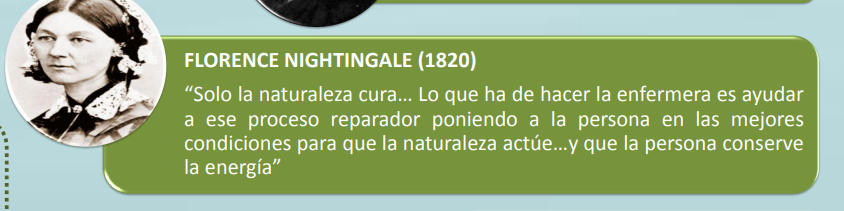 FLORENCE NIGHTINGALE (1820)
“Solo la naturaleza cura… Lo que ha de hacer la enfermera es ayudar
a ese proceso reparador poniendo a la persona en las mejores
condiciones para que la naturaleza actúe…y que la persona conserve
la energía”